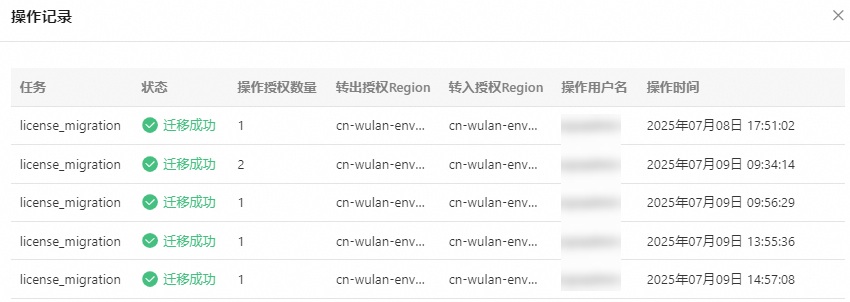 操作记录
任务 状态 操作授权数量 转出授权Region 转入授权Region 操作用户名 操作时间
license_migration 迁移成功 1 cn-wulan-env... cn-wulan-env... 2025年07月08日 17:51:02
license_migration 迁移成功 2 cn-wulan-env... cn-wulan-env... 2025年07月09日 09:34:14
license_migration 迁移成功 1 cn-wulan-env... cn-wulan-env... 2025年07月09日 09:56:29
license_migration 迁移成功 1 cn-wulan-env... cn-wulan-env... 2025年07月09日 13:55:36
license_migration 迁移成功 1 cn-wulan-env... cn-wulan-env... 2025年07月09日 14:57:08